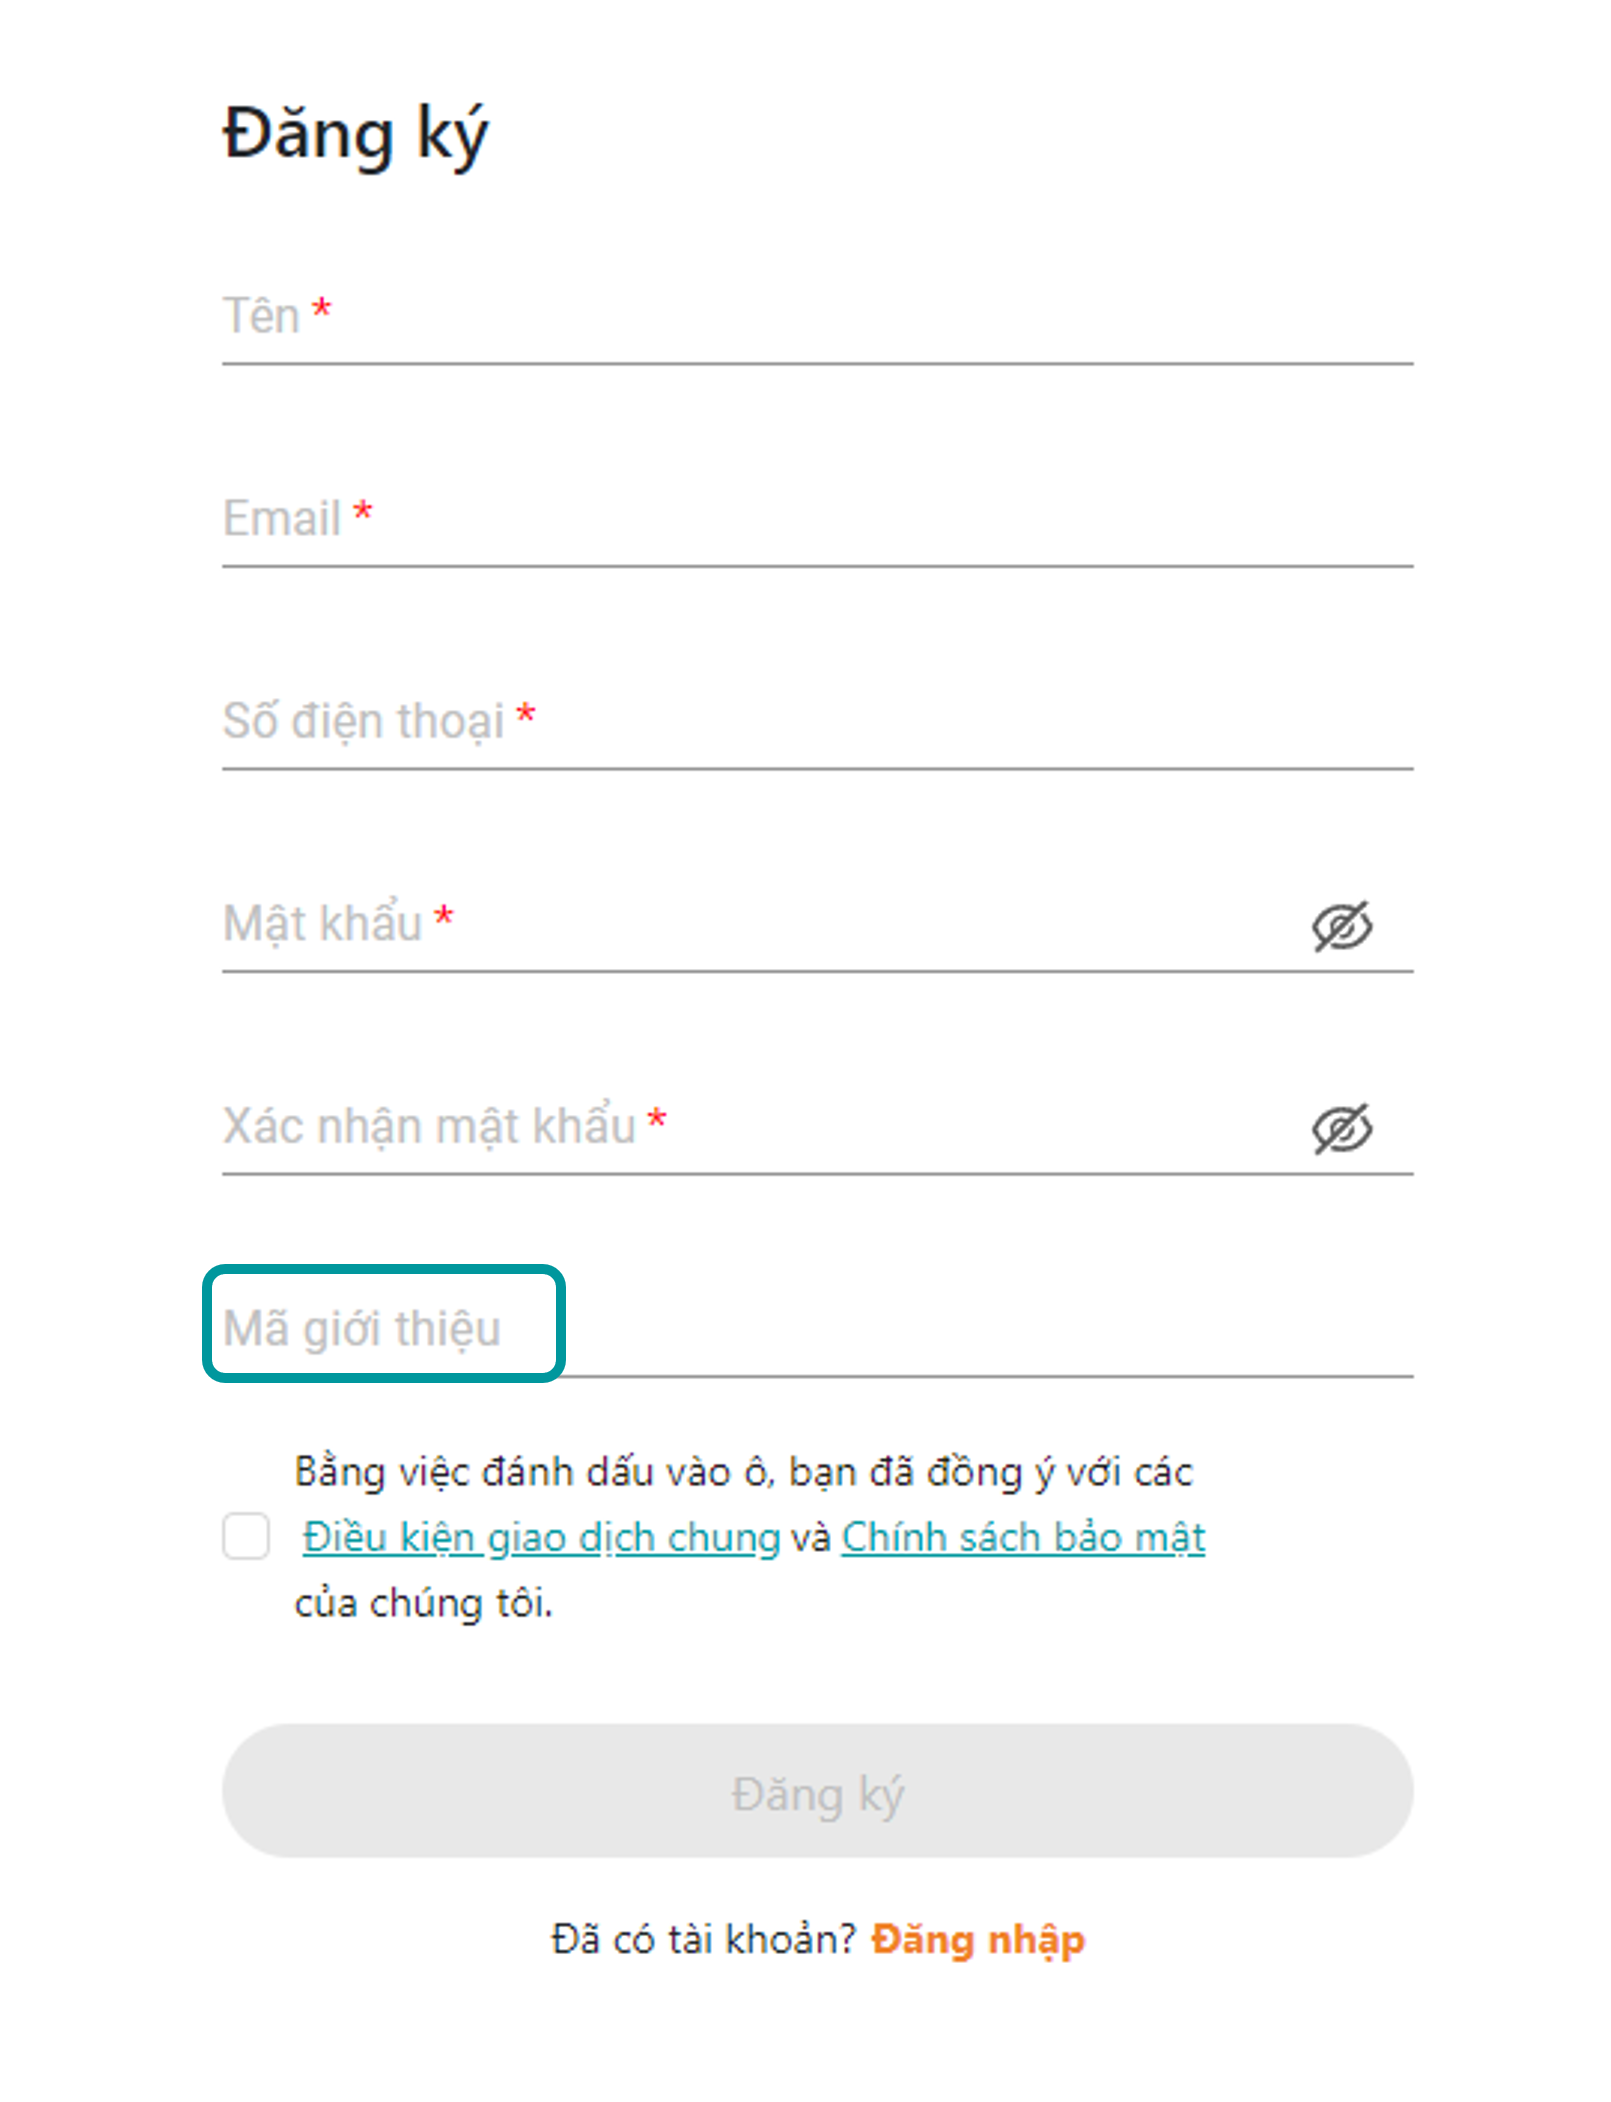 Đăng ký
Tên *
Email *
Số điện thoại *
Mật khẩu *
Xác nhận mật khẩu *
Mã giới thiệu
Bằng việc đánh dấu vào ô, bạn đã đồng ý với các
Điều kiện giao dịch chung và Chính sách bảo mật
của chúng tôi.
Đăng ký
Đã có tài khoản? Đăng nhập